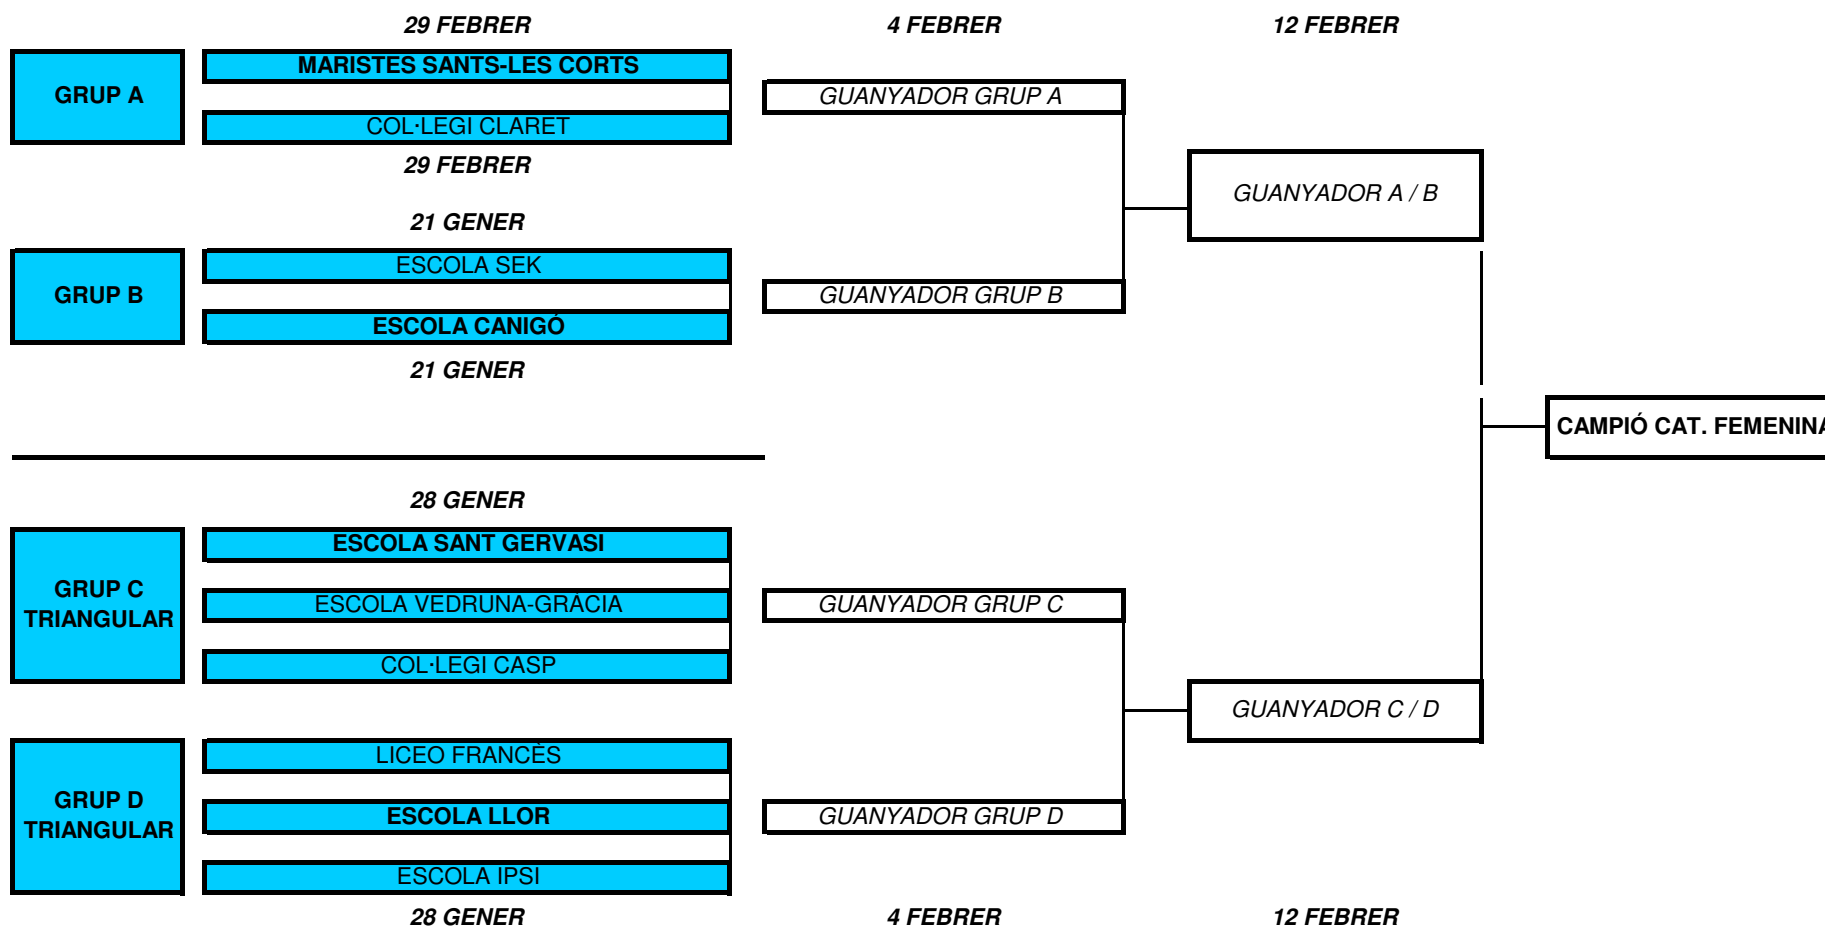 29 FEBRER
4 FEBRER
12 FEBRER
GRUP A
MARISTES SANTS-LES CORTS
COL·LEGI CLARET
GUANYADOR GRUP A
29 FEBRER
GUANYADOR A / B
21 GENER
GRUP B
ESCOLA SEK
ESCOLA CANIGÓ
GUANYADOR GRUP B
21 GENER
CAMPIÓ CAT. FEMENINA
28 GENER
GRUP C
TRIANGULAR
ESCOLA SANT GERVASI
ESCOLA VEDRUNA-GRÀCIA
COL·LEGI CASP
GUANYADOR GRUP C
GUANYADOR C / D
GRUP D
TRIANGULAR
LICEO FRANCÈS
ESCOLA LLOR
ESCOLA IPSI
GUANYADOR GRUP D
28 GENER
4 FEBRER
12 FEBRER